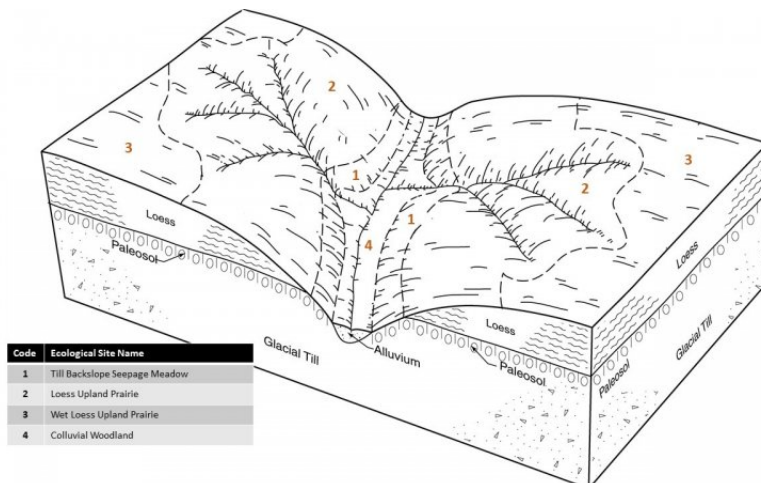 2
3
3
1
2
1
4
Loess
Paleosol
Loess
Glacial Till
Paleosol
Loess
Glacial Till
Alluvium
Paleosol
Code Ecological Site Name
1 Till Backslope Seepage Meadow
2 Loess Upland Prairie
3 Wet Loess Upland Prairie
4 Colluvial Woodland